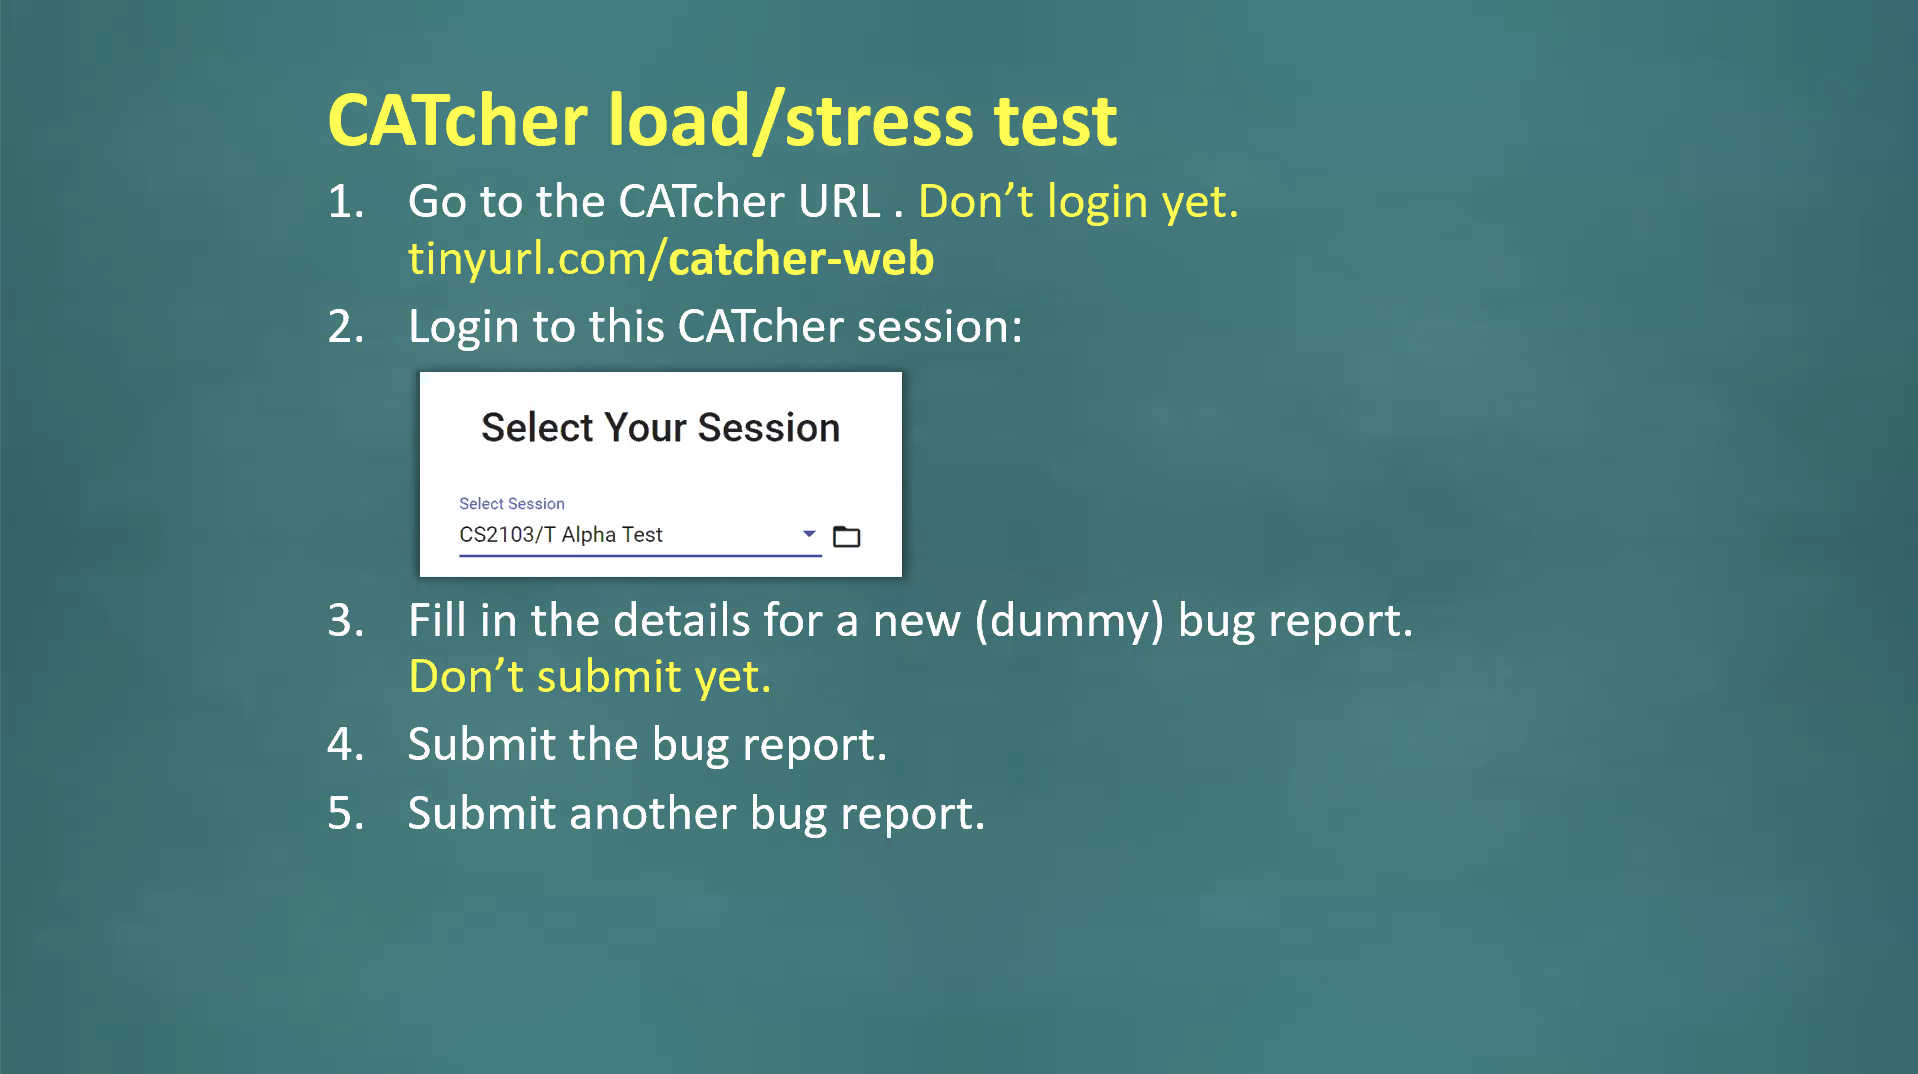 CATcher load/stress test
1. Go to the CATcher URL . Don’t login yet.
tinyurl.com/catcher-web
2. Login to this CATcher session:
Select Your Session
Select Session
CS2103/T Alpha Test
3. Fill in the details for a new (dummy) bug report.
Don’t submit yet.
4. Submit the bug report.
5. Submit another bug report.